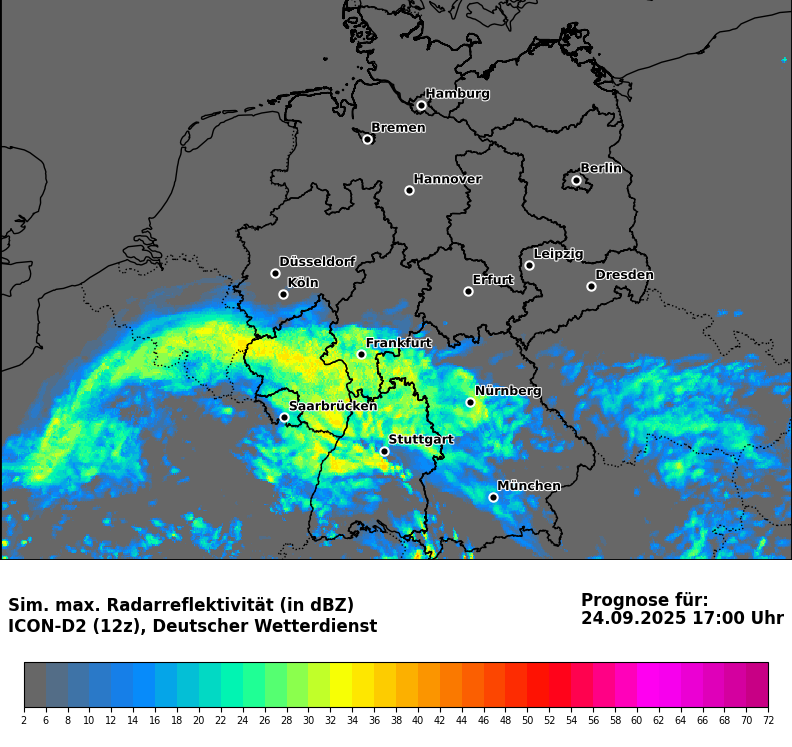 Hamburg
Bremen
Berlin
Hannover
Leipzig
Düsseldorf
Dresden
Köln
Erfurt
Frankfurt
Nürnberg
Saarbrücken
Stuttgart
München
Sim. max. Radarreflektivität (in dBZ)
ICON-D2 (12z), Deutscher Wetterdienst
Prognose für:
24.09.2025 17:00 Uhr
2 6 8 10 12 14 16 18 20 22 24 26 28 30 32 34 36 38 40 42 44 46 48 50 52 54 56 58 60 62 64 66 68 70 72